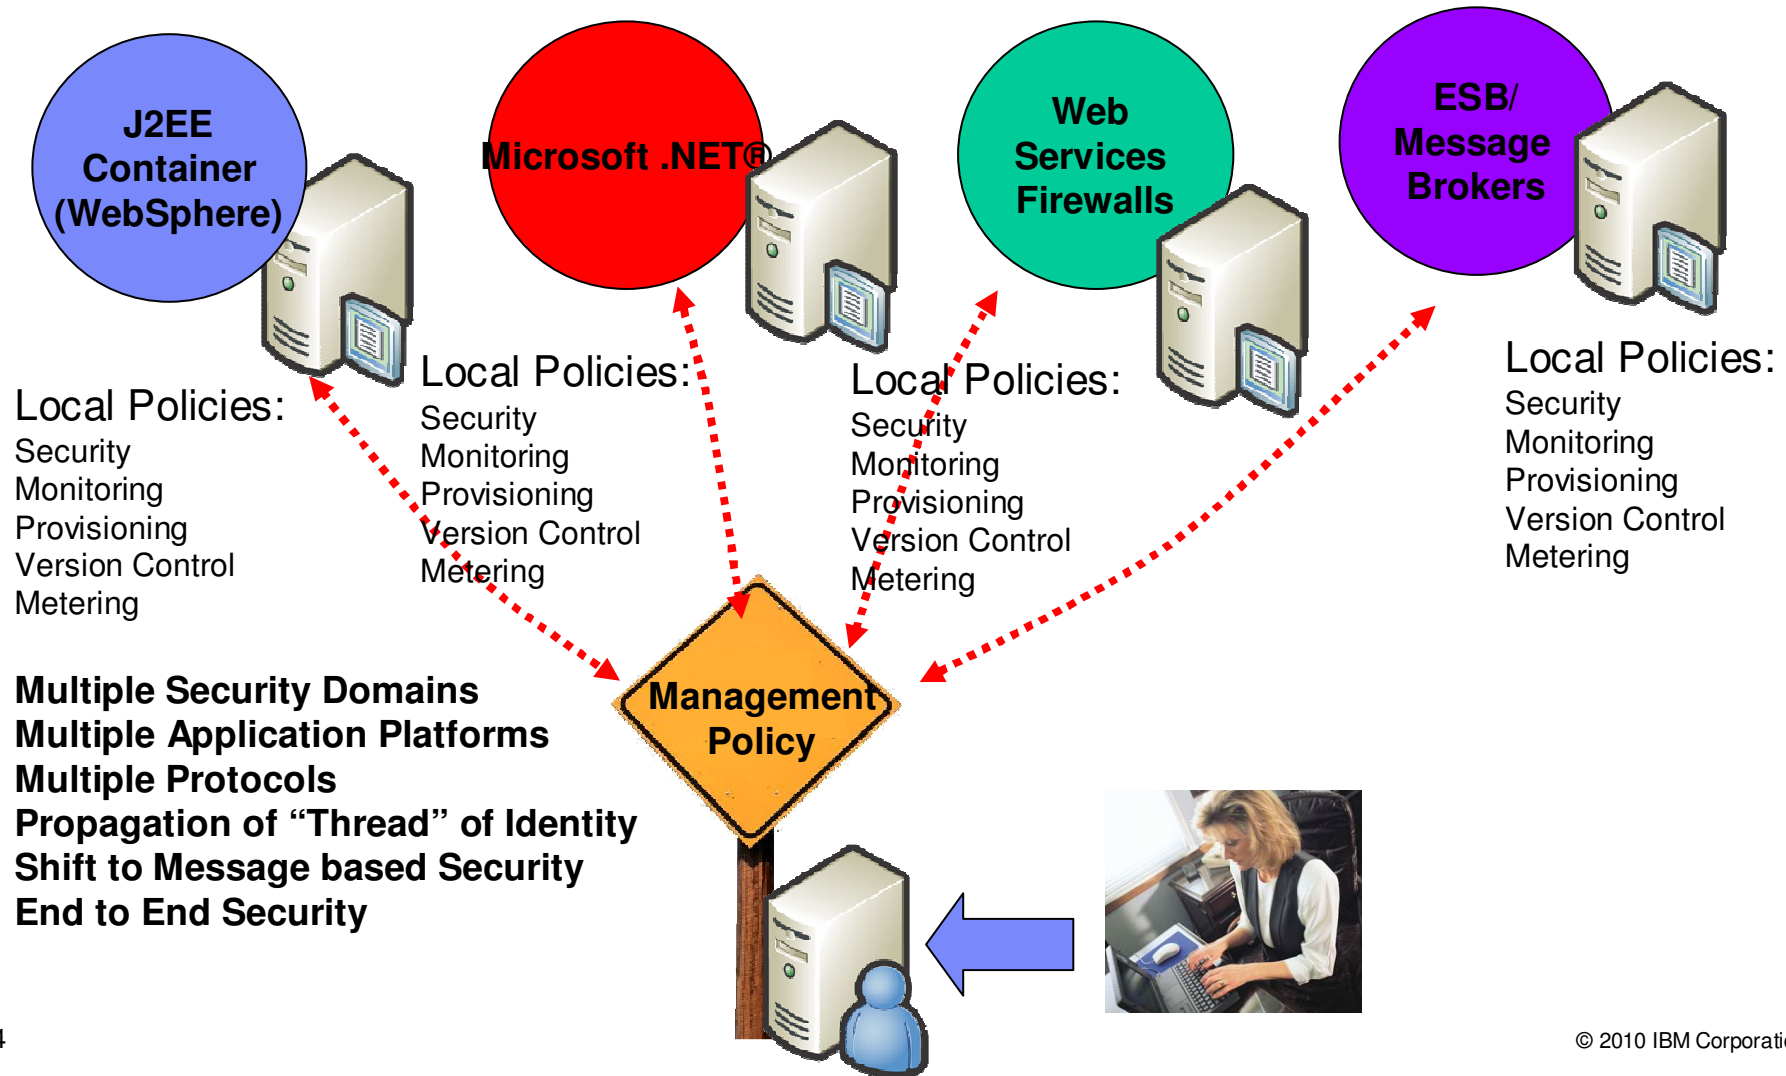 J2EE
Container
(WebSphere)
Microsoft .NET®
Web
Services
Firewalls
ESB/
Message
Brokers
Local Policies:
Security
Monitoring
Provisioning
Version Control
Metering
Local Policies:
Security
Monitoring
Provisioning
Version Control
Metering
Local Policies:
Security
Monitoring
Provisioning
Version Control
Metering
Local Policies:
Security
Monitoring
Provisioning
Version Control
Metering
Multiple Security Domains
Multiple Application Platforms
Multiple Protocols
Propagation of “Thread” of Identity
Shift to Message based Security
End to End Security
Management
Policy
4
© 2010 IBM Corporatio